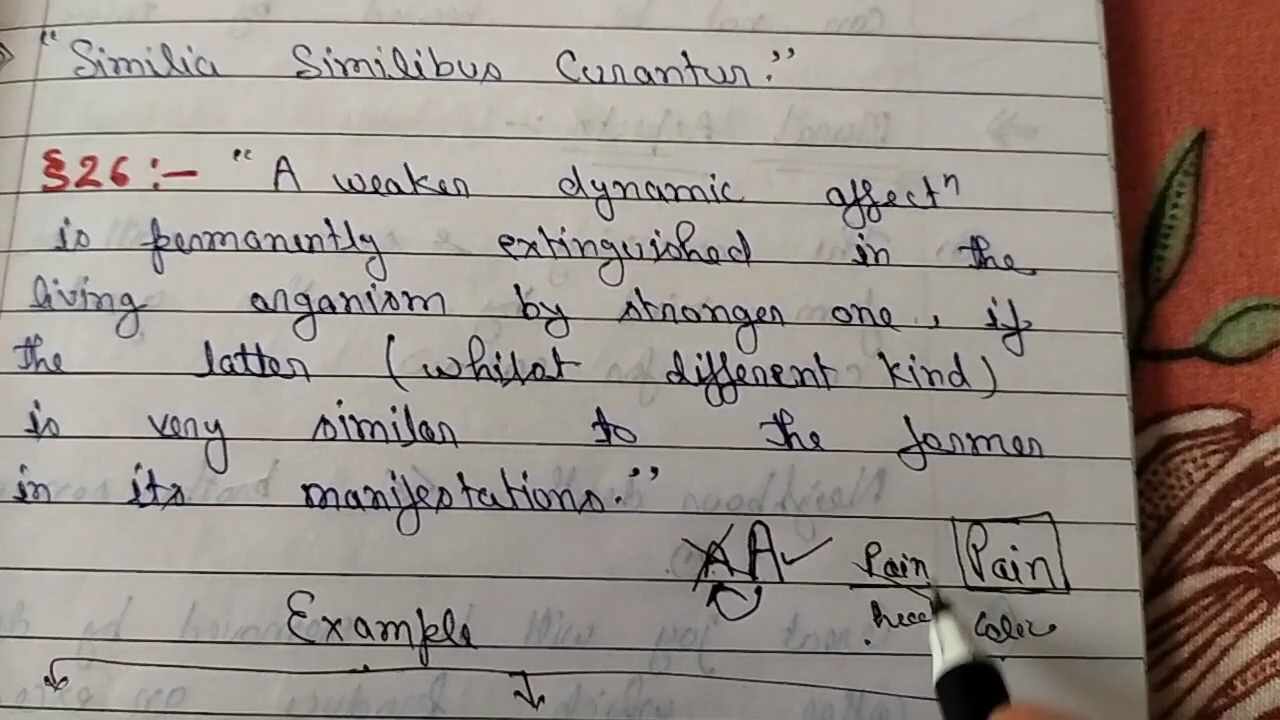 "Similia Similibus Curantur."
§26:- "A weaker dynamic affectⁿ
is permanently extinguished in the
living organism by stronger one, if
the latter (whilst different kind)
is very similar to the former
in its manifestations."
A A✓ Pain Pain
Example